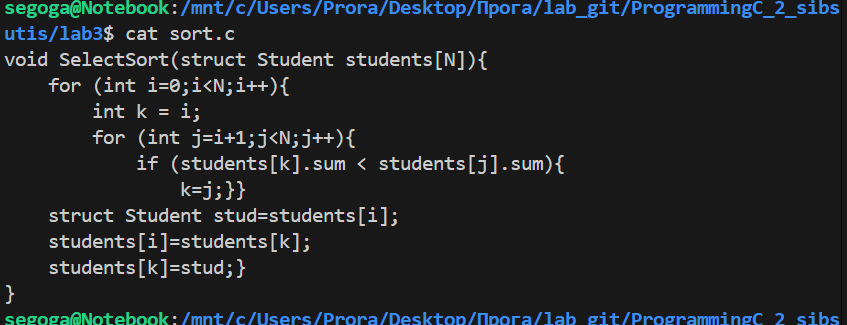 segoga@Notebook:/mnt/c/Users/Prora/Desktop/Прога/lab_git/ProgrammingC_2_sibs
utis/lab3$ cat sort.c
void SelectSort(struct Student students[N]){
    for (int i=0;i<N;i++){
        int k = i;
        for (int j=i+1;j<N;j++){
            if (students[k].sum < students[j].sum){
                k=j;}}
    struct Student stud=students[i];
    students[i]=students[k];
    students[k]=stud;}
}
segoga@Notebook:/mnt/c/Users/Prora/Desktop/Прога/lab_git/ProgrammingC_2_sibs